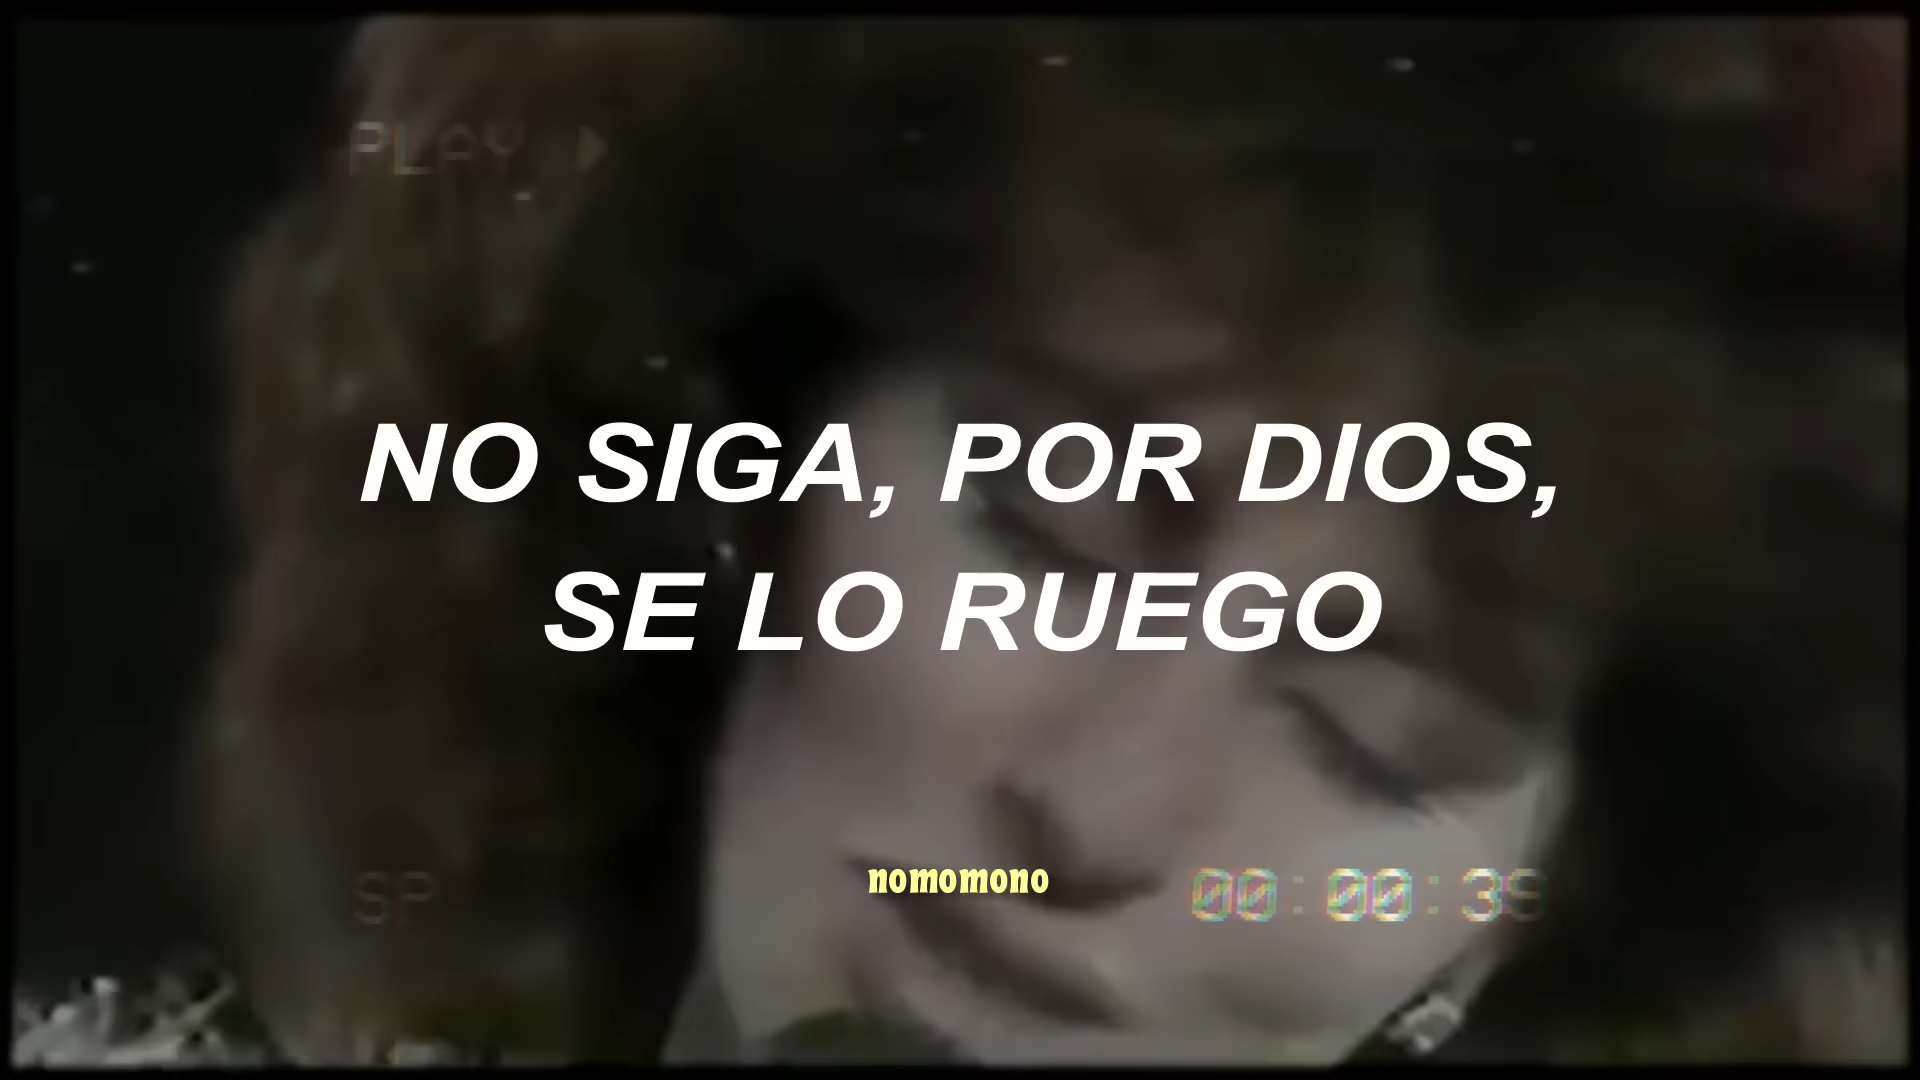 PLAY
NO SIGA, POR DIOS,
SE LO RUEGO
nomomono
SP
00:00:39